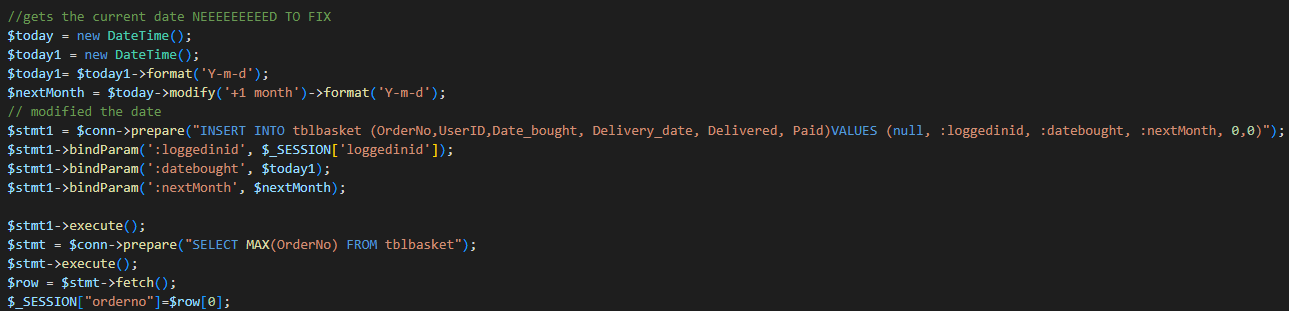 //gets the current date NEEEEEEEEED TO FIX
$today = new DateTime();
$today1 = new DateTime();
$today1= $today1->format('Y-m-d');
$nextMonth = $today->modify('+1 month')->format('Y-m-d');
// modified the date
$stmt1 = $conn->prepare("INSERT INTO tblbasket (OrderNo,UserID,Date_bought, Delivery_date, Delivered, Paid)VALUES (null, :loggedinid, :datebought, :nextMonth, 0,0)");
$stmt1->bindParam(':loggedinid', $_SESSION['loggedinid']);
$stmt1->bindParam(':datebought', $today1);
$stmt1->bindParam(':nextMonth', $nextMonth);

$stmt1->execute();
$stmt = $conn->prepare("SELECT MAX(OrderNo) FROM tblbasket");
$stmt->execute();
$row = $stmt->fetch();
$_SESSION["orderno"]=$row[0];